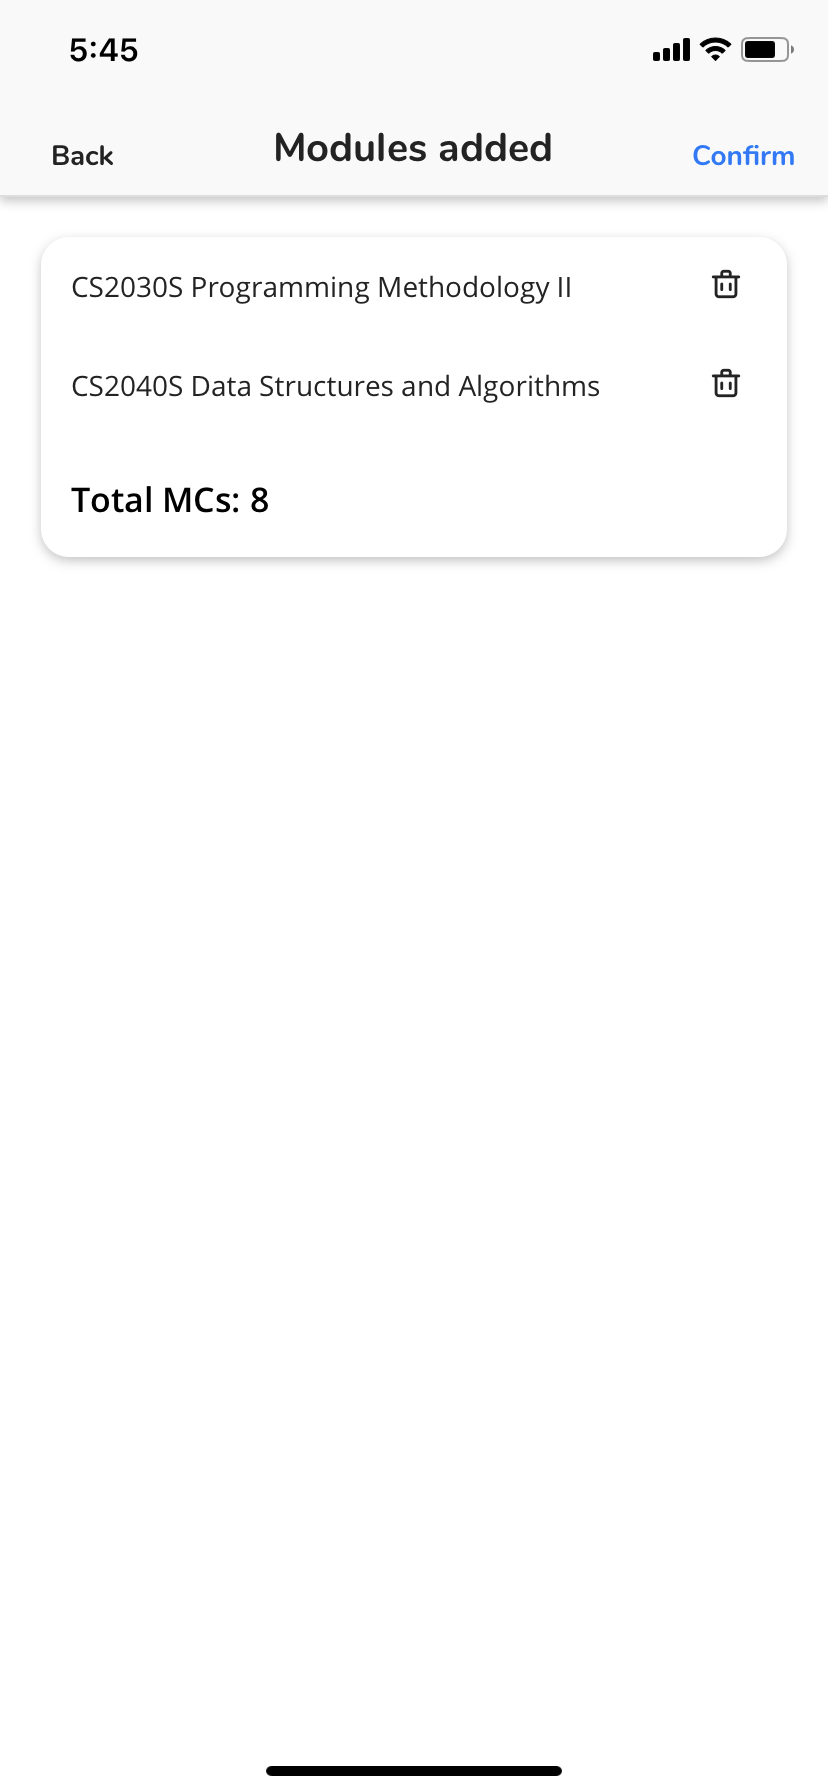 5:45
Back
Modules added
Confirm
CS2030S Programming Methodology II
CS2040S Data Structures and Algorithms
Total MCs: 8